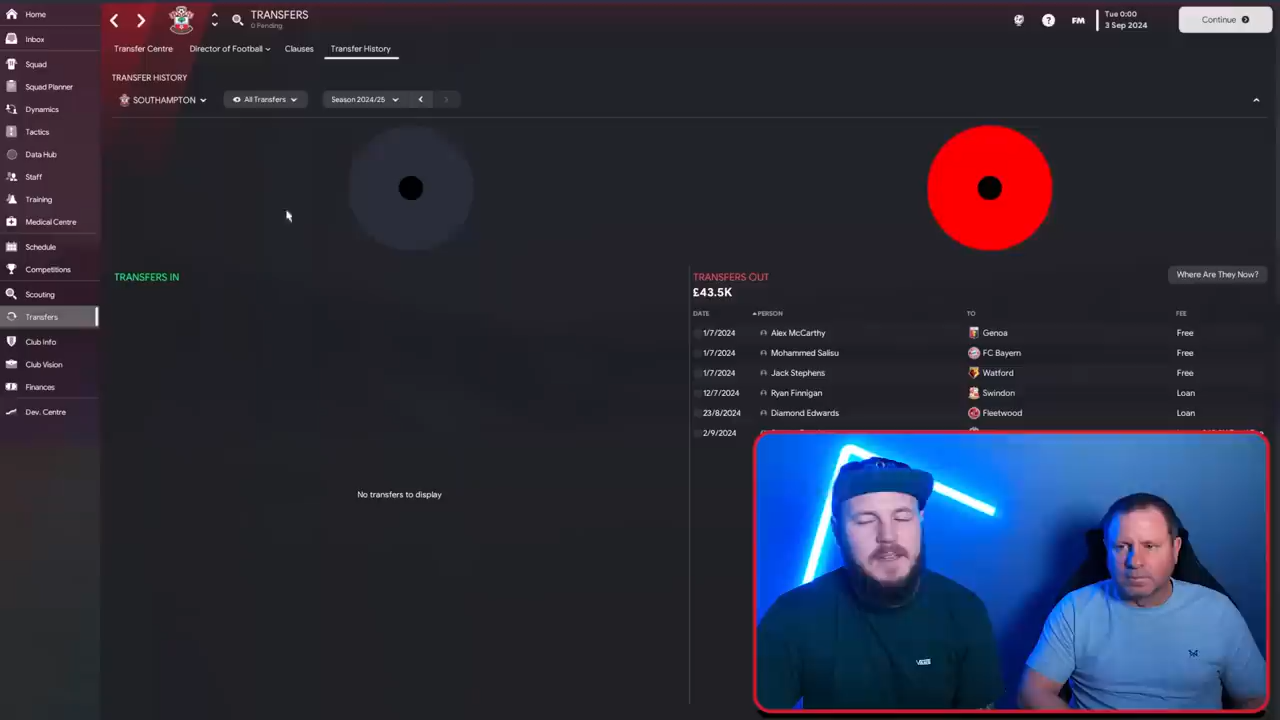 Home
Inbox
Squad
Squad Planner
Dynamics
Tactics
Data Hub
Staff
Training
Medical Centre
Schedule
Competitions
Scouting
Transfers
Club Info
Club Vision
Finances
Dev. Centre
TRANSFERS
0 Pending
FM
Tue 0:00
3 Sep 2024
Continue
Transfer Centre
Director of Football
Clauses
Transfer History
TRANSFER HISTORY
SOUTHAMPTON
All Transfers
Season 2024/25
TRANSFERS IN
No transfers to display
TRANSFERS OUT
£43.5K
Where Are They Now?
DATE PERSON TO FEE
1/7/2024 Alex McCarthy Genoa Free
1/7/2024 Mohammed Salisu FC Bayern Free
1/7/2024 Jack Stephens Watford Free
12/7/2024 Ryan Finnigan Swindon Loan
23/8/2024 Diamond Edwards Fleetwood Loan
2/9/2024
VANS